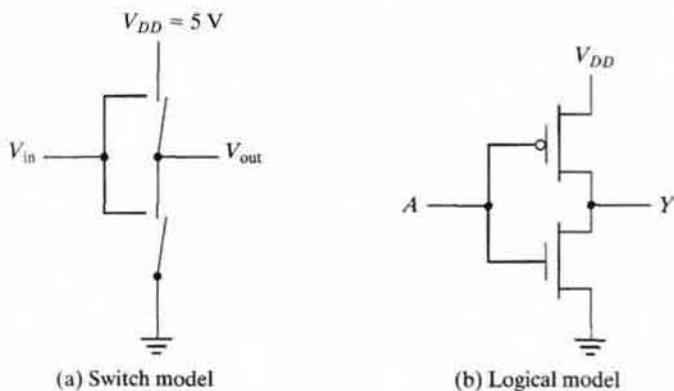 V_DD = 5 V
V_in
V_out
(a) Switch model
V_DD
A
Y
(b) Logical model